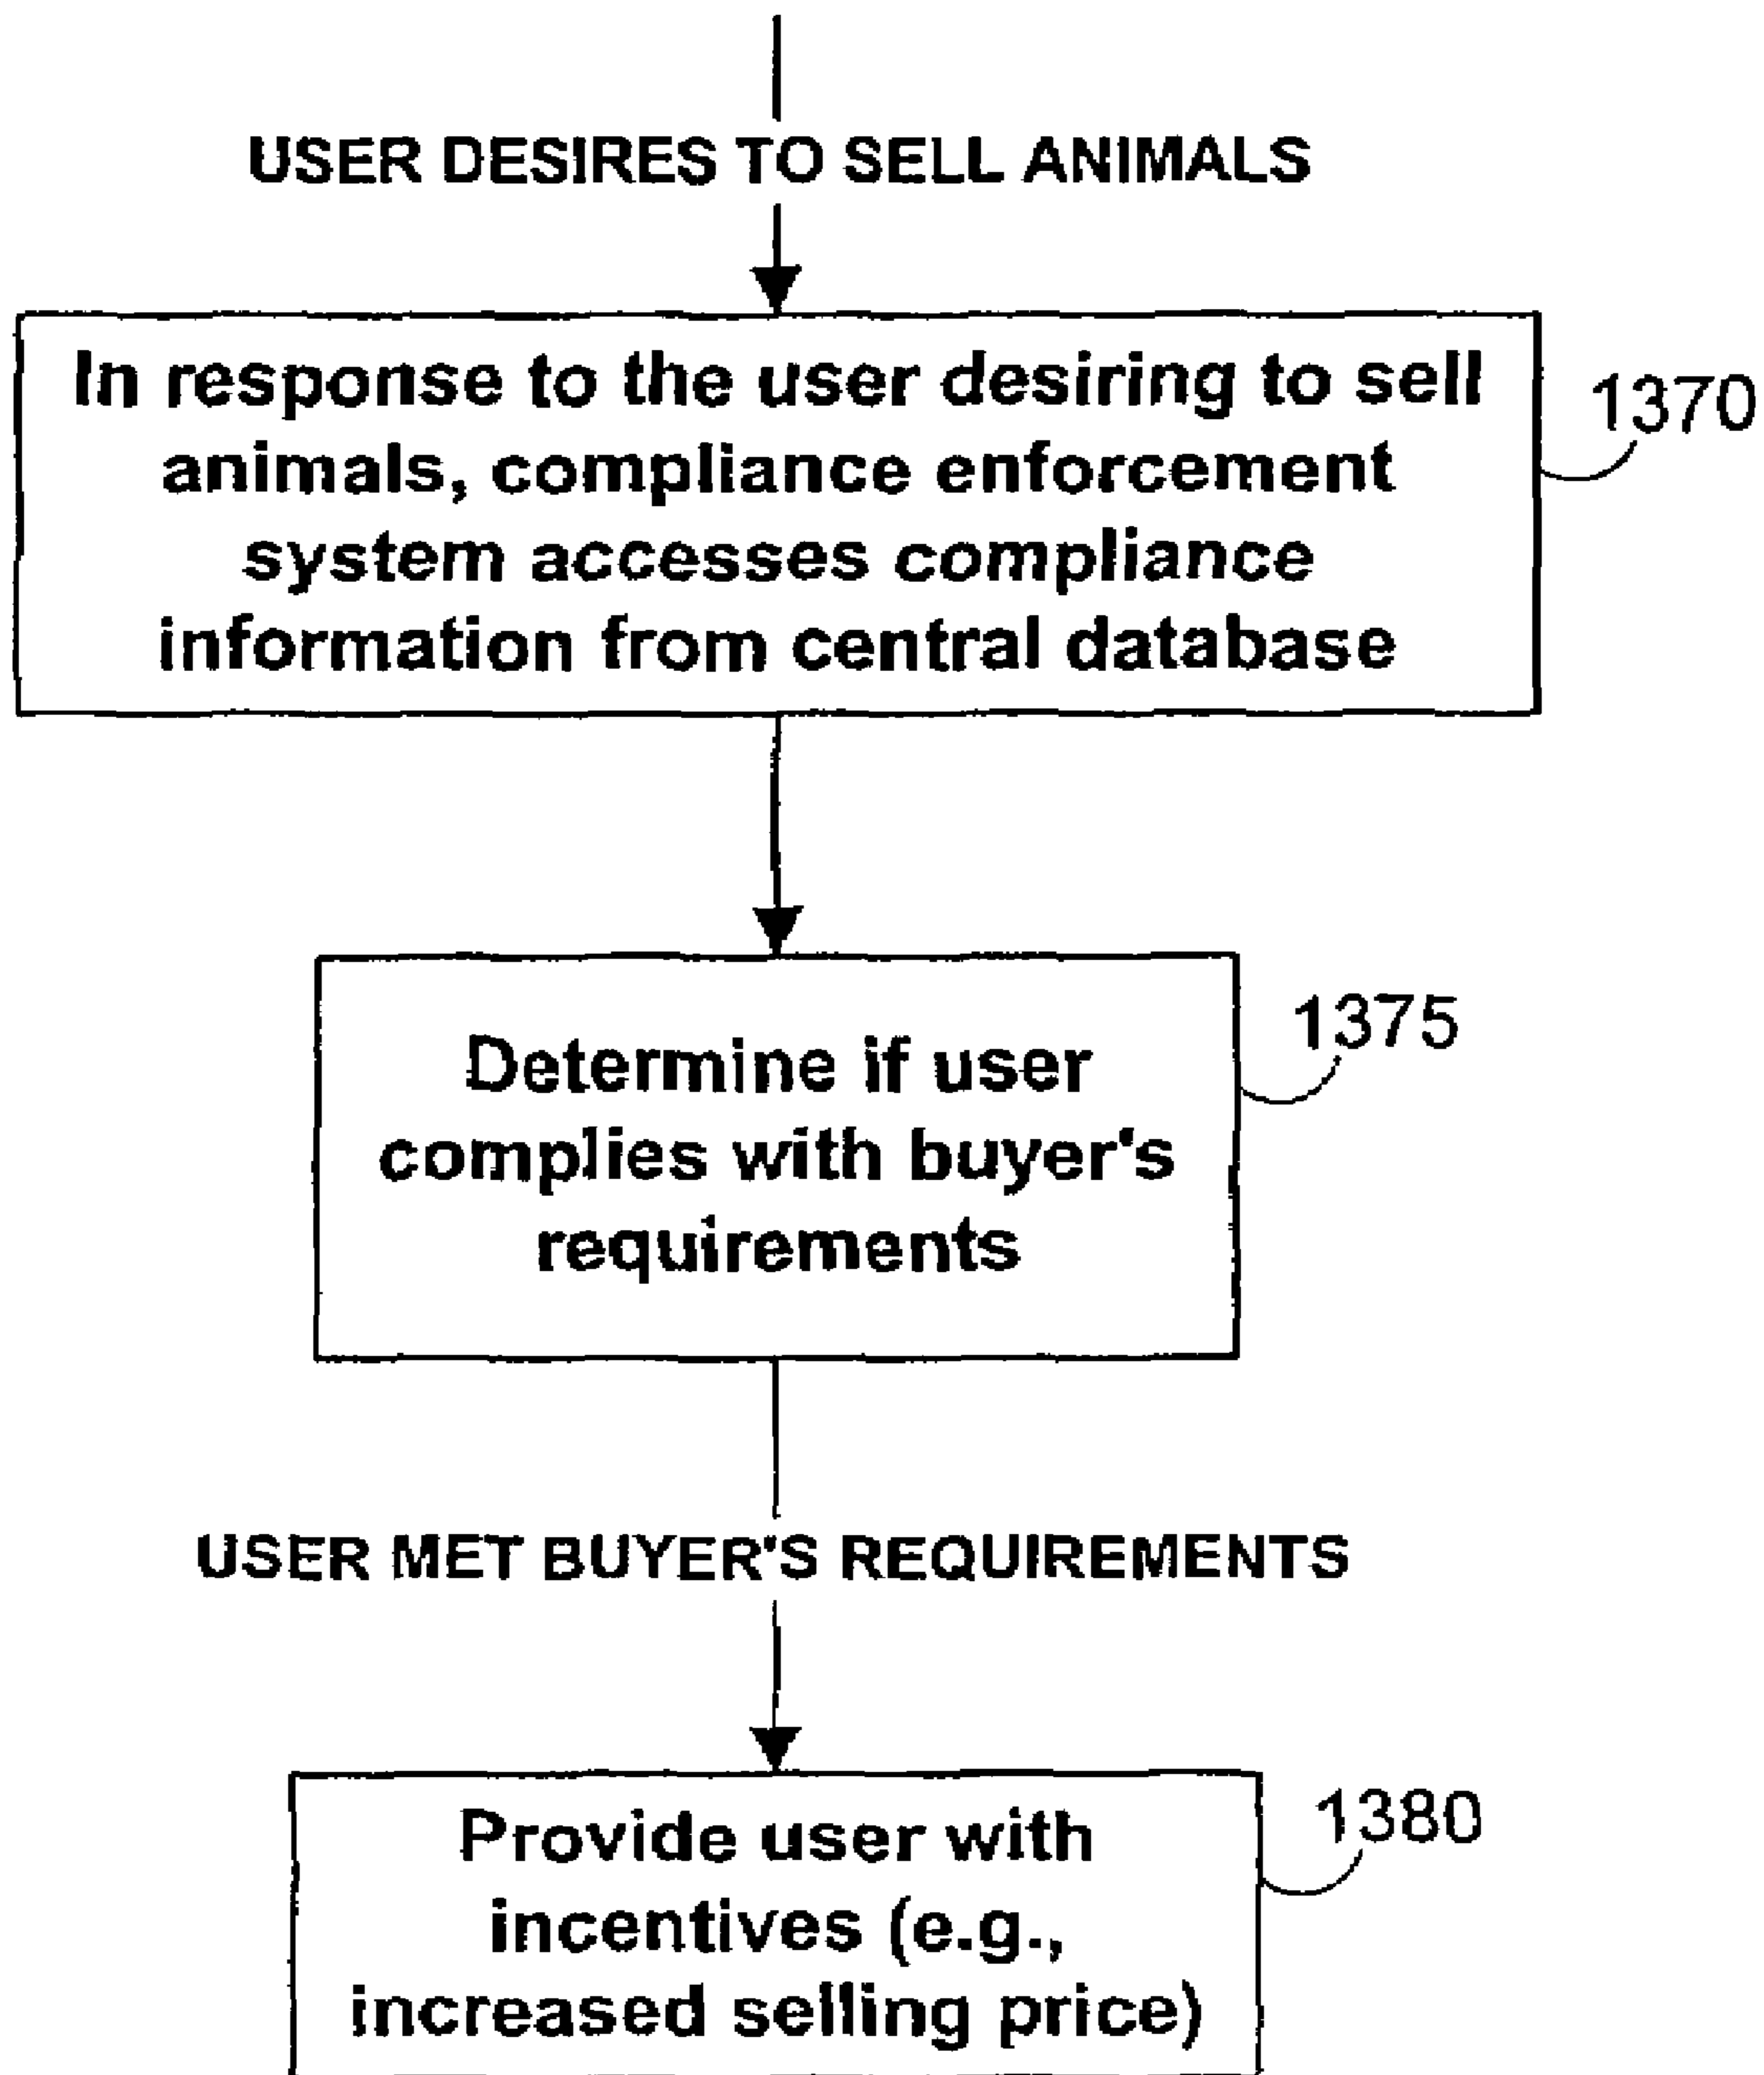 USER DESIRES TO SELL ANIMALS
In response to the user desiring to sell
animals, compliance enforcement
system accesses compliance
information from central database
1370
Determine if user
complies with buyer's
requirements
1375
USER MET BUYER'S REQUIREMENTS
Provide user with
incentives (e.g.,
increased selling price)
1380